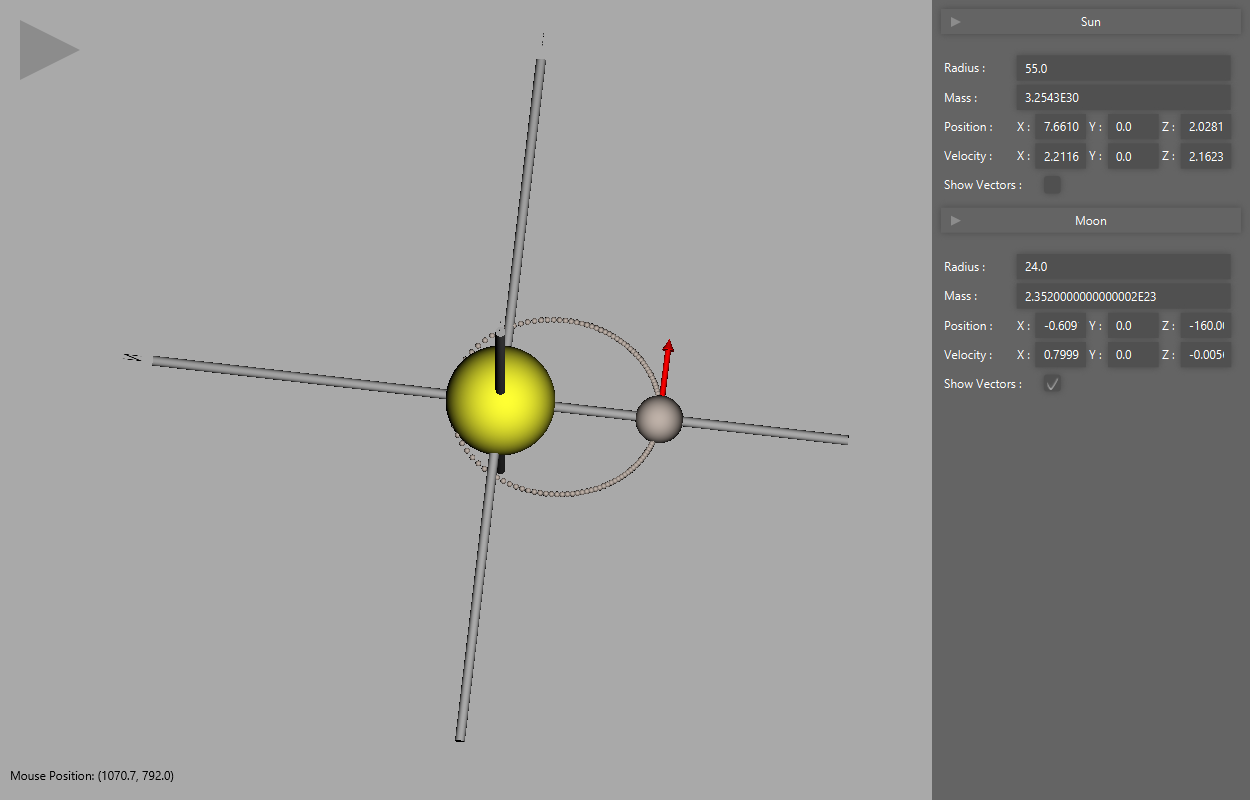 Sun
Radius : 55.0
Mass : 3.2543E30
Position : X : 7.6610 Y : 0.0 Z : 2.0281
Velocity : X : 2.2116 Y : 0.0 Z : 2.1623
Show Vectors :
Moon
Radius : 24.0
Mass : 2.3520000000000002E23
Position : X : -0.609 Y : 0.0 Z : -160.0
Velocity : X : 0.7999 Y : 0.0 Z : -0.005
Show Vectors :
Mouse Position: (1070.7, 792.0)